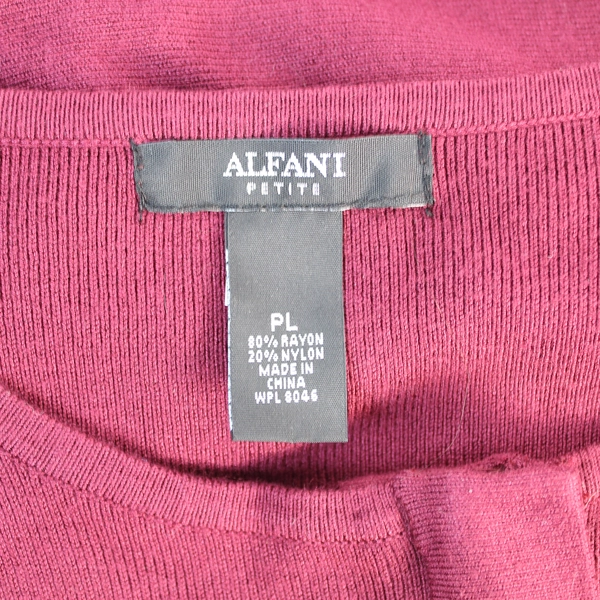 ALFANI
PETITE
PL
80% RAYON
20% NYLON
MADE IN
CHINA
WPL 8046